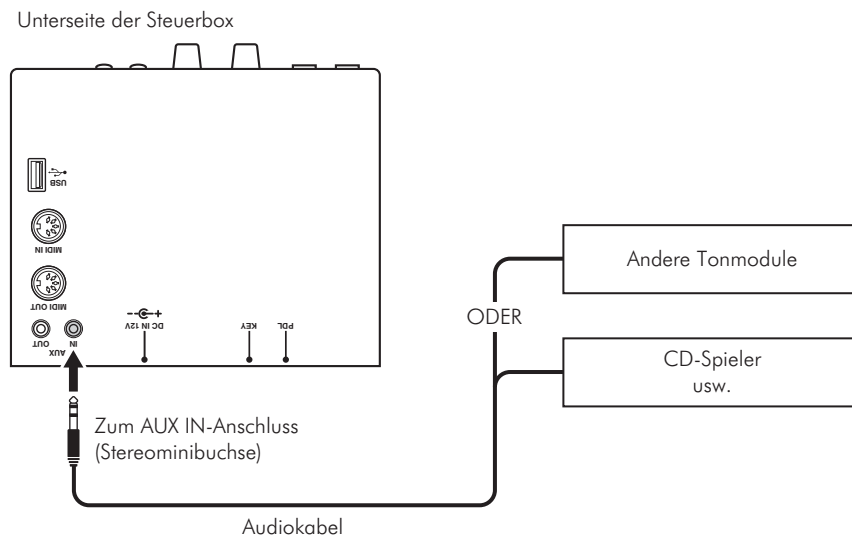 Unterseite der Steuerbox
USB
MIDI IN
MIDI OUT
OUT
IN
AUX
DC IN 12V
KEY
PDL
Andere Tonmodule
ODER
CD-Spieler
usw.
Zum AUX IN-Anschluss
(Stereominibuchse)
Audiokabel